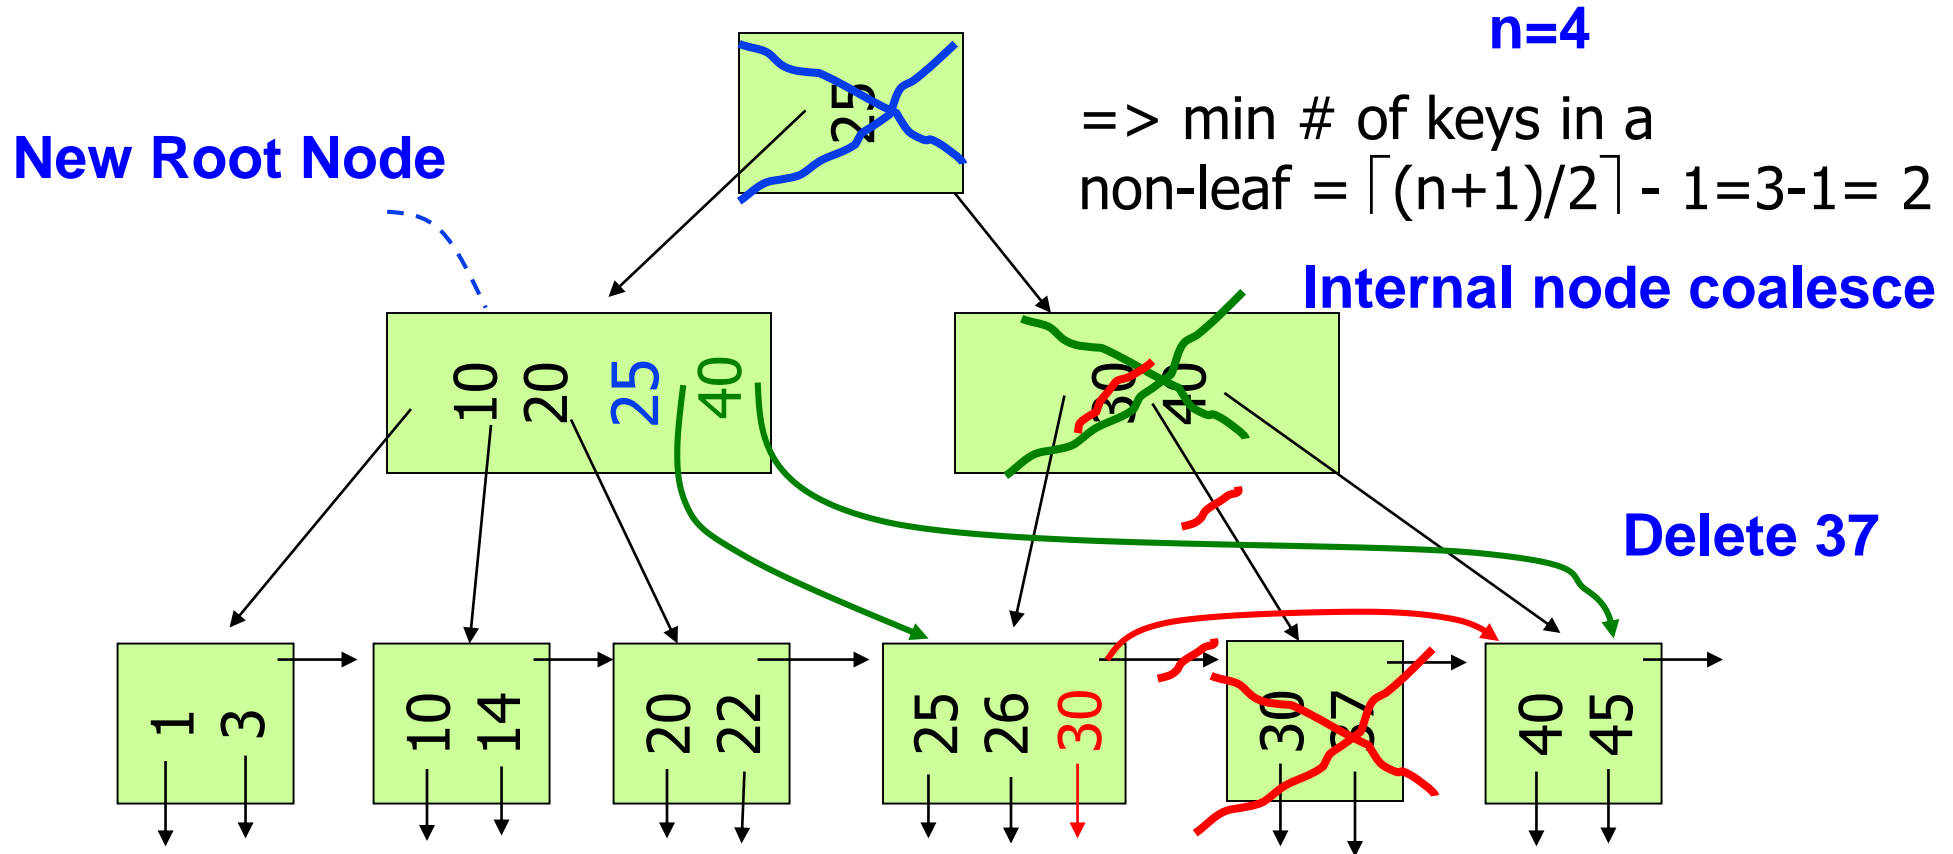 n=4
25
=> min # of keys in a
non-leaf = ⌈(n+1)/2⌉ - 1=3-1= 2
New Root Node
Internal node coalesce
10 20 25 40
30 40
Delete 37
1 3
10 14
20 22
25 26 30
30 37
40 45